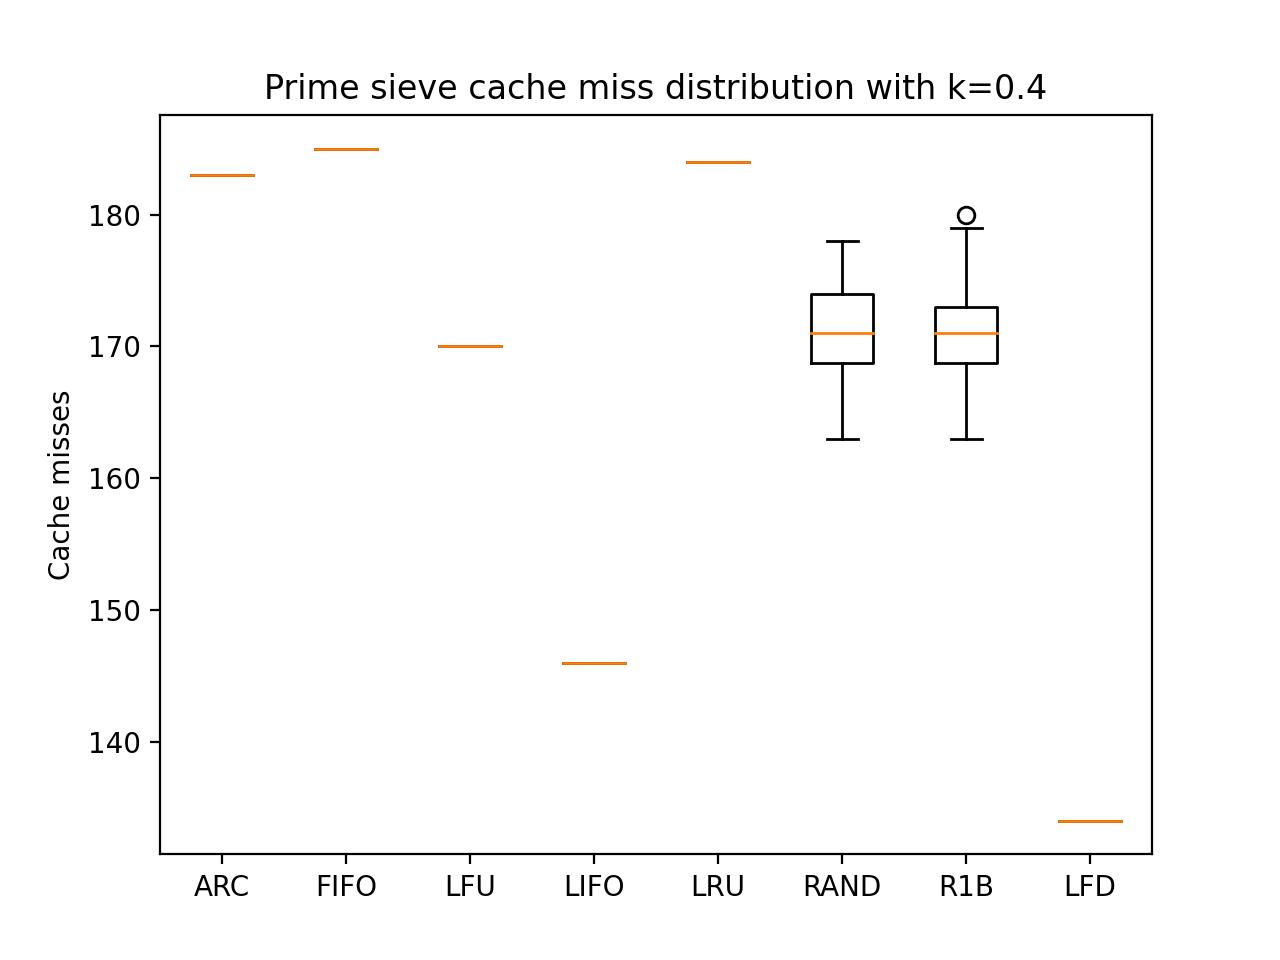 Prime sieve cache miss distribution with k=0.4
Cache misses
180
170
160
150
140
ARC FIFO LFU LIFO LRU RAND R1B LFD